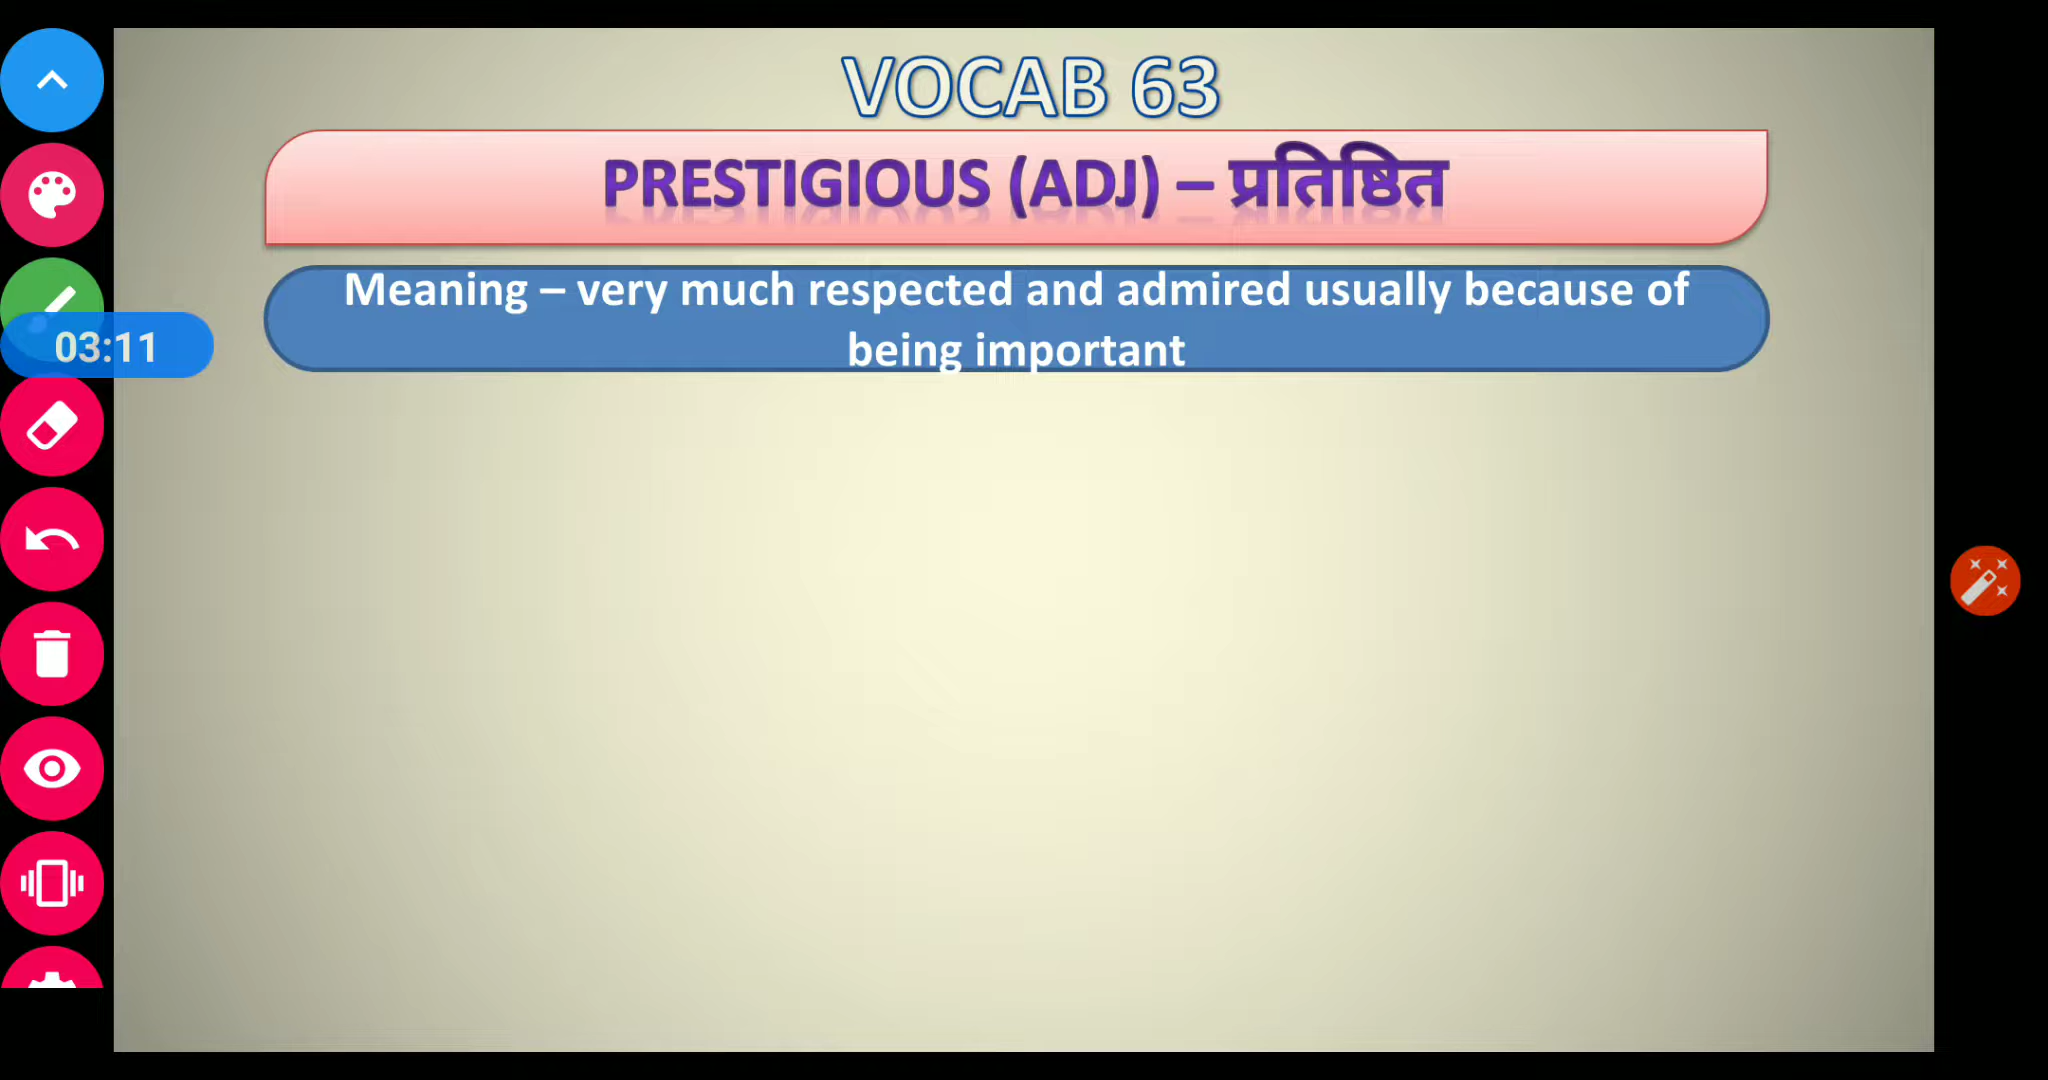 VOCAB 63
PRESTIGIOUS (ADJ) – प्रतिष्ठित
Meaning – very much respected and admired usually because of
being important
03:11